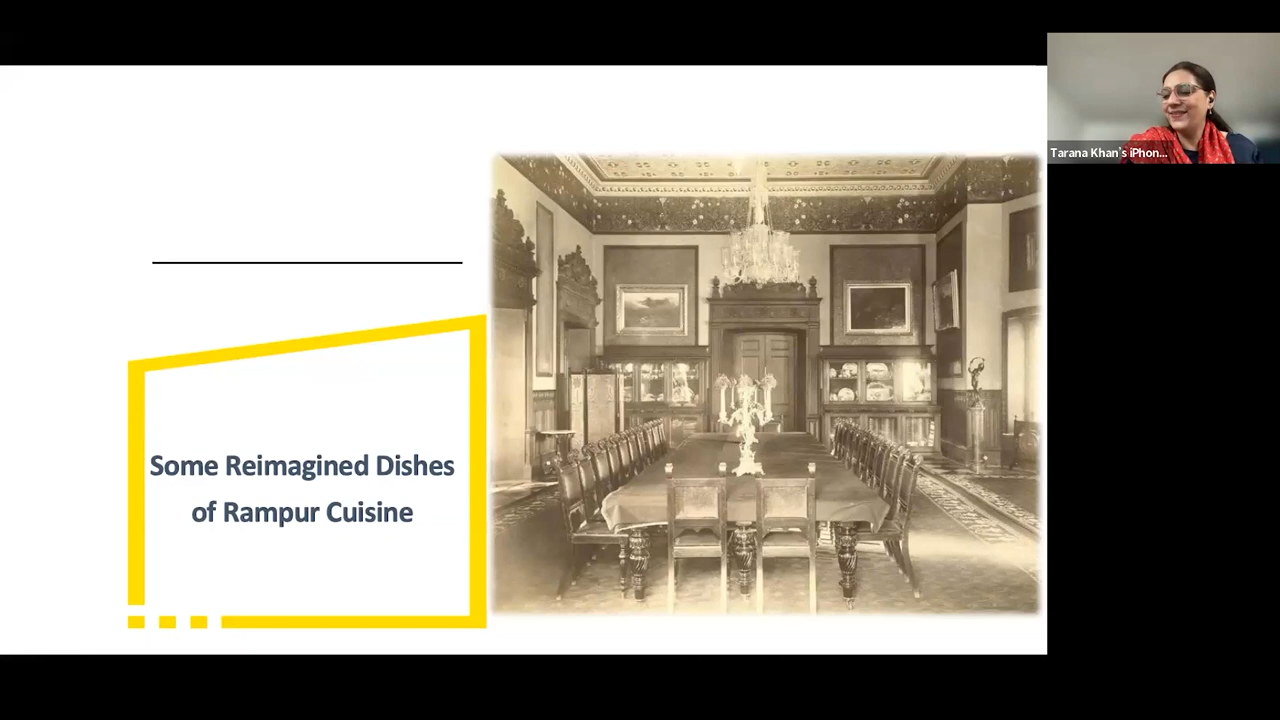 Some Reimagined Dishes
of Rampur Cuisine
Tarana Khan's iPhon...